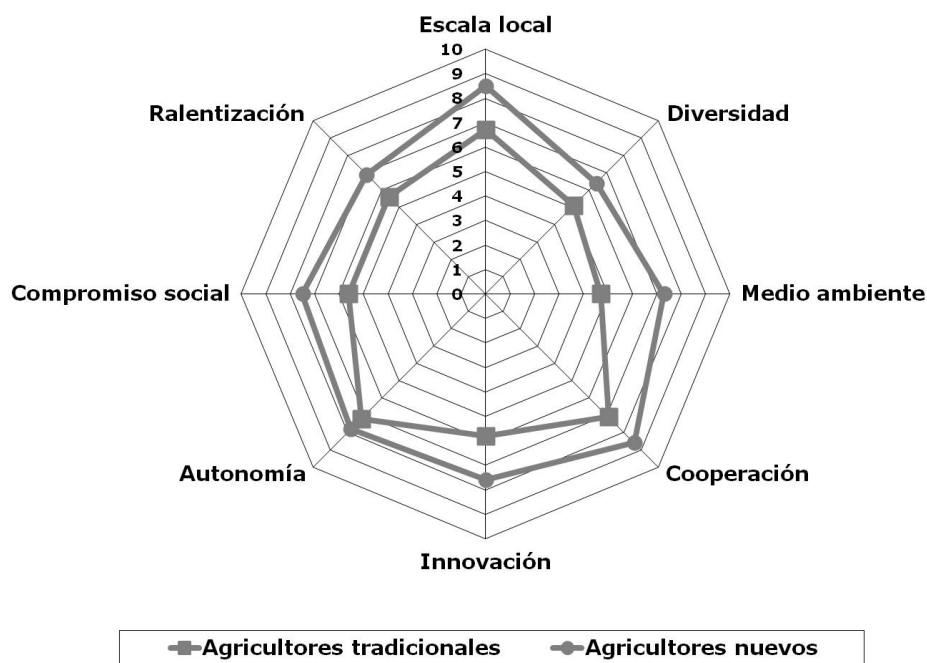 Escala local
10
9
8
7
6
5
4
3
2
1
0
Ralentización
Diversidad
Compromiso social
Medio ambiente
Autonomía
Cooperación
Innovación
Agricultores tradicionales
Agricultores nuevos